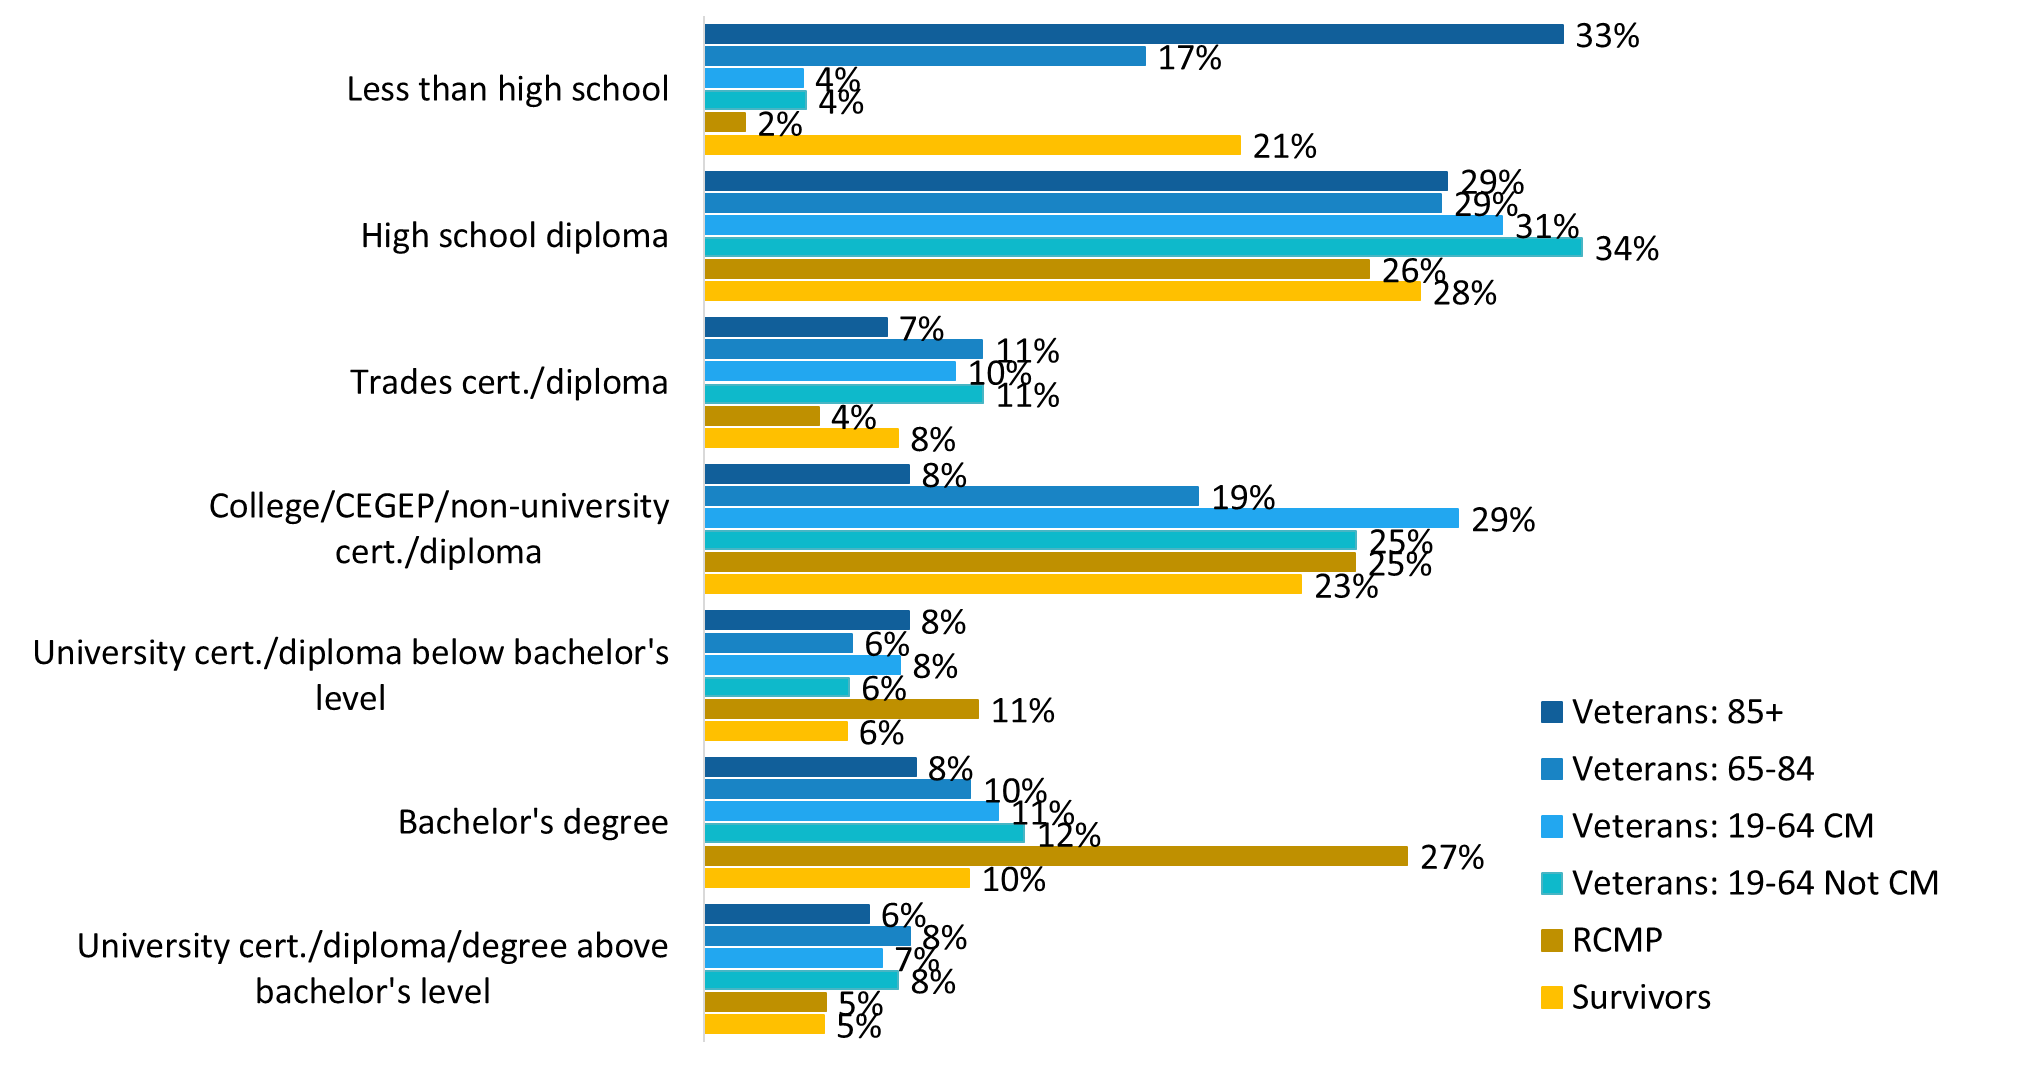 Less than high school
33%
17%
4%
4%
2%
21%
High school diploma
29%
29%
31%
34%
26%
28%
Trades cert./diploma
7%
11%
10%
11%
4%
8%
College/CEGEP/non-university
cert./diploma
8%
19%
29%
25%
25%
23%
University cert./diploma below bachelor's
level
8%
6%
8%
6%
11%
6%
Bachelor's degree
8%
10%
11%
12%
27%
10%
University cert./diploma/degree above
bachelor's level
6%
8%
7%
8%
5%
5%
Veterans: 85+
Veterans: 65-84
Veterans: 19-64 CM
Veterans: 19-64 Not CM
RCMP
Survivors